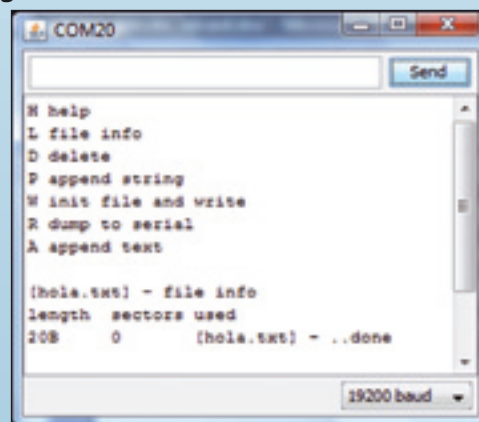 COM20
Send
H help
L file info
D delete
P append string
W init file and write
R dump to serial
A append text
[hola.txt] - file info
length sectors used
20B 0 [hola.txt] - ..done
19200 baud